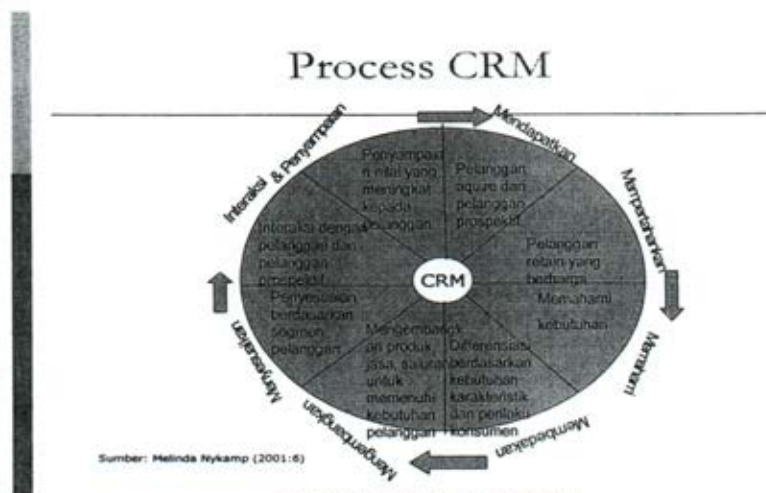 Process CRM
Mendapatkan
Mempertahankan
Memahami
Membedakan
Mengembangkan
Menyesuaikan
Interaksi & Penyampaian
Penyampaia
n nilai yang
meningkat
kepada
pelanggan
Pelanggan
aquire dan
pelanggan
prospektif
Pelanggan
retain yang
berharga
Memahami
kebutuhan
Differensiasi
berdasarkan
kebutuhan
karakteristik
dan perilaku
konsumen
Mengembangk
an produk,
jasa, saluran
untuk
memenuhi
kebutuhan
pelanggan
Penyesuaian
berdasarkan
segmen
pelanggan
Interaksi dengan
pelanggan dan
pelanggan
prospektif
CRM
Sumber: Melinda Nykamp (2001:6)